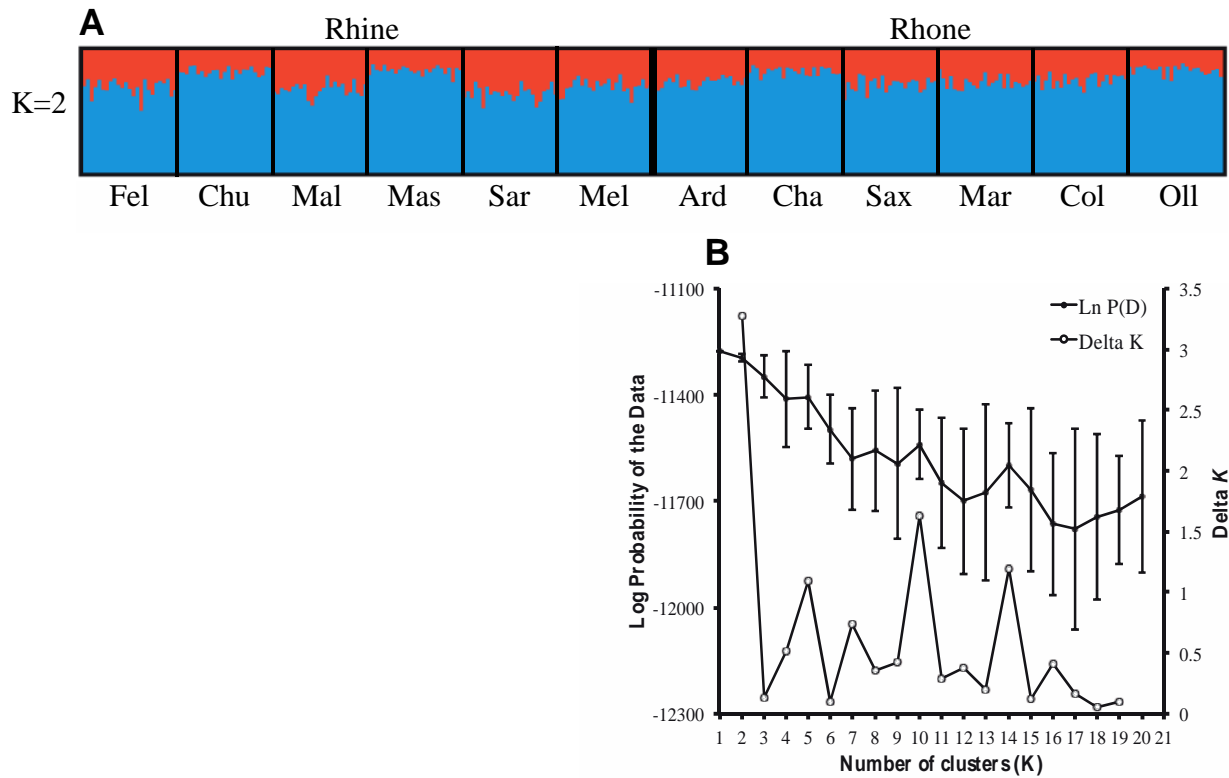 A
Rhine Rhone
K=2
Fel Chu Mal Mas Sar Mel Ard Cha Sax Mar Col Oll
B
Ln P(D)
Delta K
Log Probability of the Data
-11100
-11400
-11700
-12000
-12300
3.5
3
2.5
2
1.5
1
0.5
0
Delta K
1 2 3 4 5 6 7 8 9 10 11 12 13 14 15 16 17 18 19 20 21
Number of clusters (K)